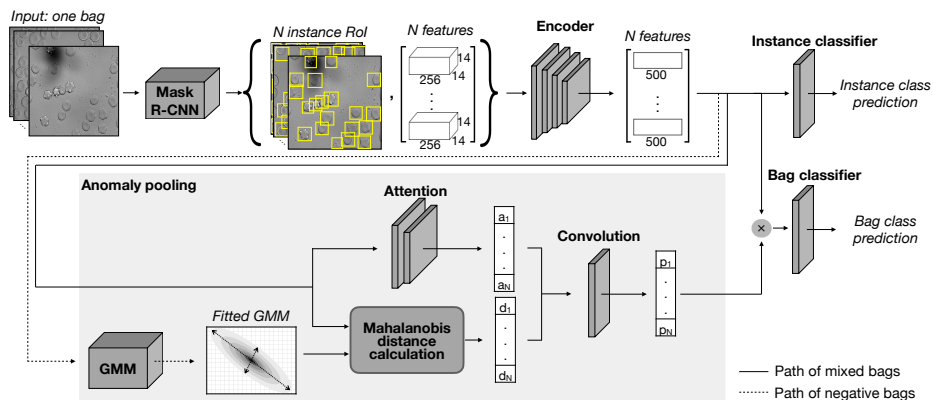 Input: one bag
N instance RoI
N features
Encoder
N features
Instance classifier
Mask
R-CNN
,
14
14
256
14
14
256
500
500
Instance class
prediction
Anomaly pooling
Attention
a1
aN
Convolution
Bag classifier
×
Bag class
prediction
p1
pN
Fitted GMM
GMM
Mahalanobis
distance
calculation
d1
dN
Path of mixed bags
Path of negative bags